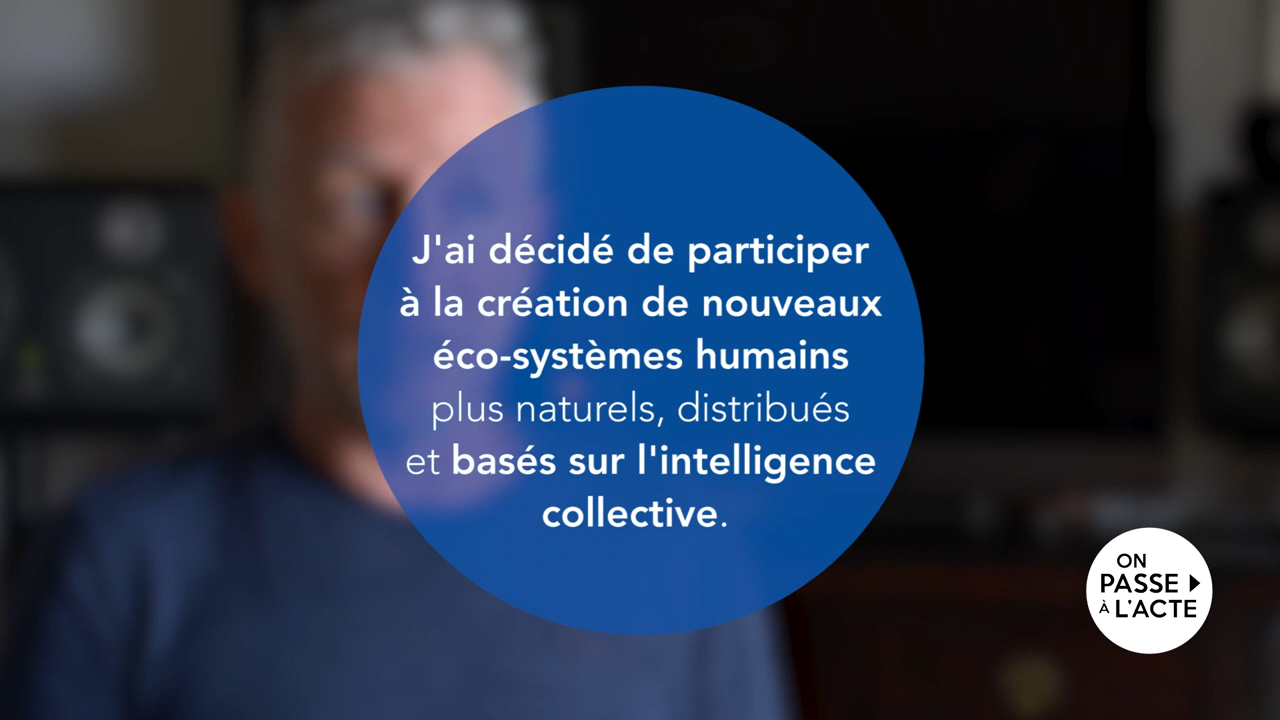 J'ai décidé de participer
à la création de nouveaux
éco-systèmes humains
plus naturels, distribués
et basés sur l'intelligence
collective.
ON
PASSE
À L'ACTE